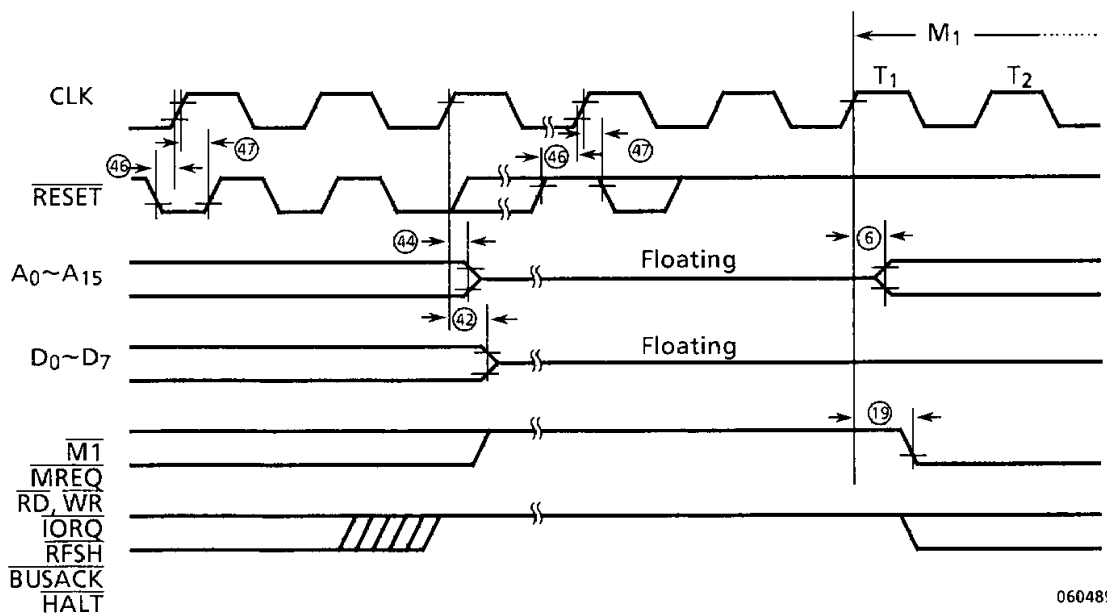 M1
T1 T2
CLK
46 47 46 47
RESET
44 6
A0~A15 Floating
42
D0~D7 Floating
19
M1
MREQ
RD, WR
IORQ
RFSH
BUSACK
HALT
060489